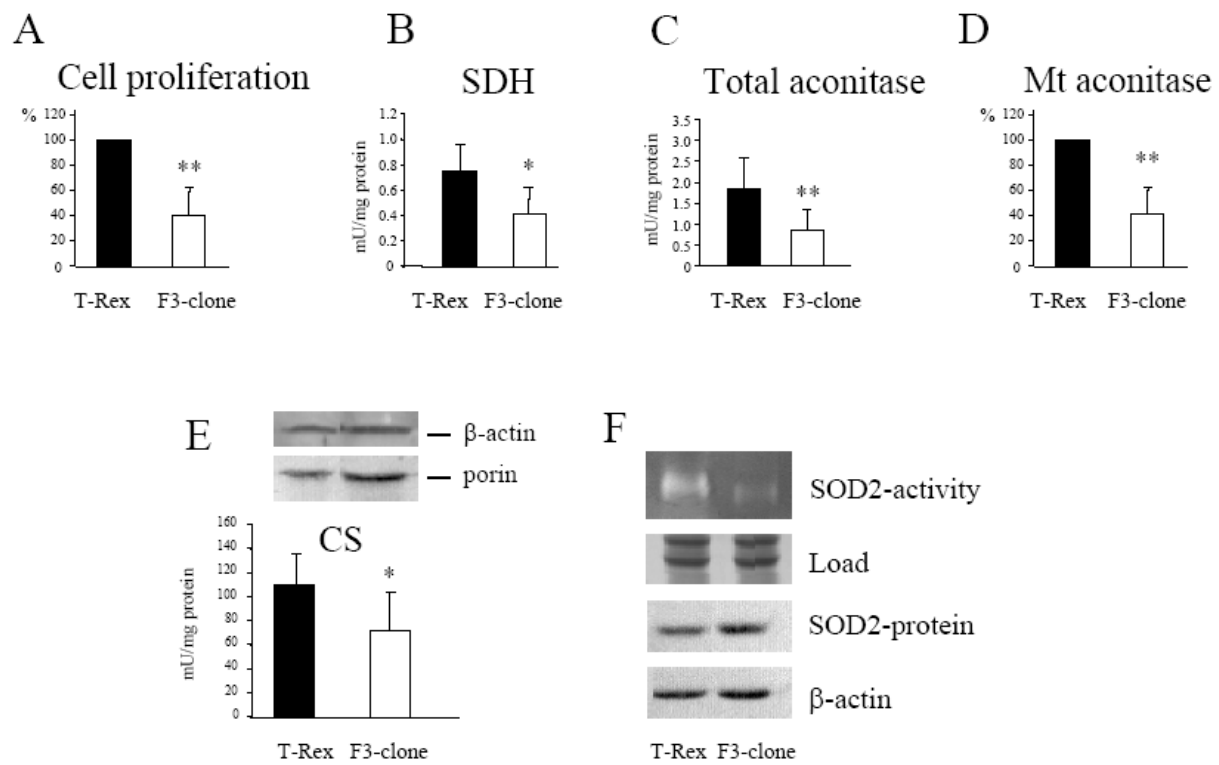 A
Cell proliferation
%
120
100
80
60
40
20
0
**
T-Rex F3-clone
B
SDH
mU/mg protein
1.2
1.0
0.8
0.6
0.4
0.2
0
*
T-Rex F3-clone
C
Total aconitase
mU/mg protein
3.5
3.0
2.5
2.0
1.5
1.0
0.5
0
**
T-Rex F3-clone
D
Mt aconitase
%
120
100
80
60
40
20
0
**
T-Rex F3-clone
E
β-actin
porin
CS
mU/mg protein
160
140
120
100
80
60
40
20
0
*
T-Rex F3-clone
F
SOD2-activity
Load
SOD2-protein
β-actin
T-Rex F3-clone